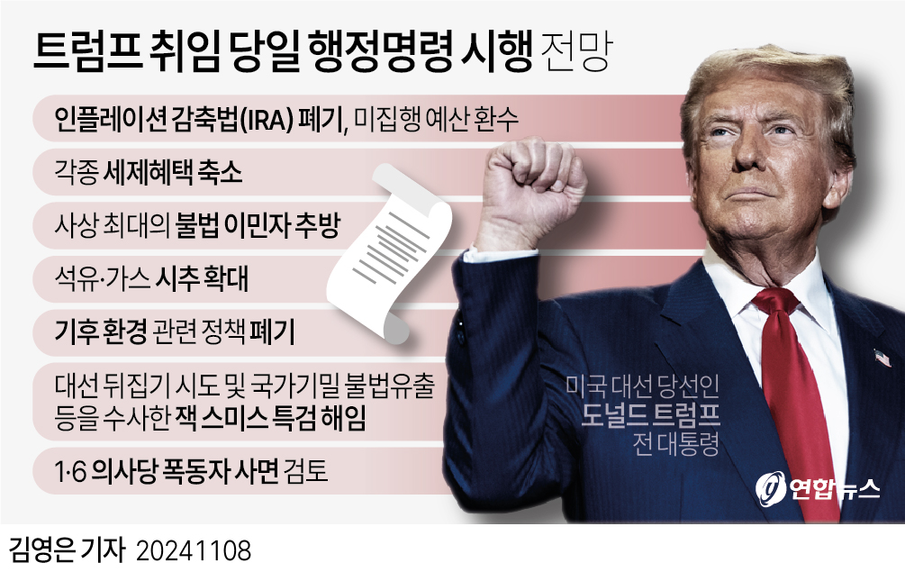 트럼프 취임 당일 행정명령 시행 전망
인플레이션 감축법(IRA) 폐기, 미집행 예산 환수
각종 세제혜택 축소
사상 최대의 불법 이민자 추방
석유·가스 시추 확대
기후 환경 관련 정책 폐기
대선 뒤집기 시도 및 국가기밀 불법유출
등을 수사한 잭 스미스 특검 해임
1·6 의사당 폭동자 사면 검토
미국 대선 당선인
도널드 트럼프
전 대통령
연합뉴스
김영은 기자 20241108